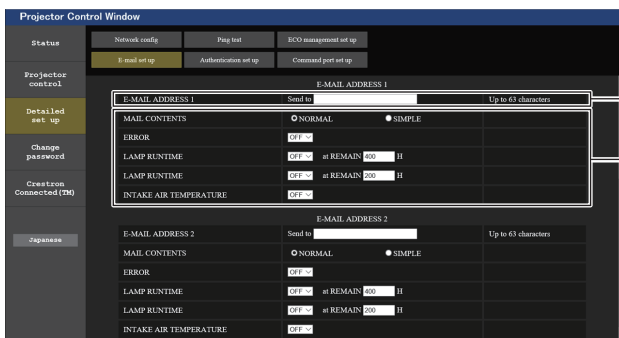 Projector Control Window
Status
Network config Ping test ECO management set up
E-mail set up Authentication set up Command port set up
Projector control
Detailed set up
Change password
Crestron Connected(TM)
Japanese
E-MAIL ADDRESS 1
E-MAIL ADDRESS 1 Send to Up to 63 characters
MAIL CONTENTS NORMAL SIMPLE
ERROR OFF
LAMP RUNTIME OFF at REMAIN 400 H
LAMP RUNTIME OFF at REMAIN 200 H
INTAKE AIR TEMPERATURE OFF
E-MAIL ADDRESS 2
E-MAIL ADDRESS 2 Send to Up to 63 characters
MAIL CONTENTS NORMAL SIMPLE
ERROR OFF
LAMP RUNTIME OFF at REMAIN 400 H
LAMP RUNTIME OFF at REMAIN 200 H
INTAKE AIR TEMPERATURE OFF